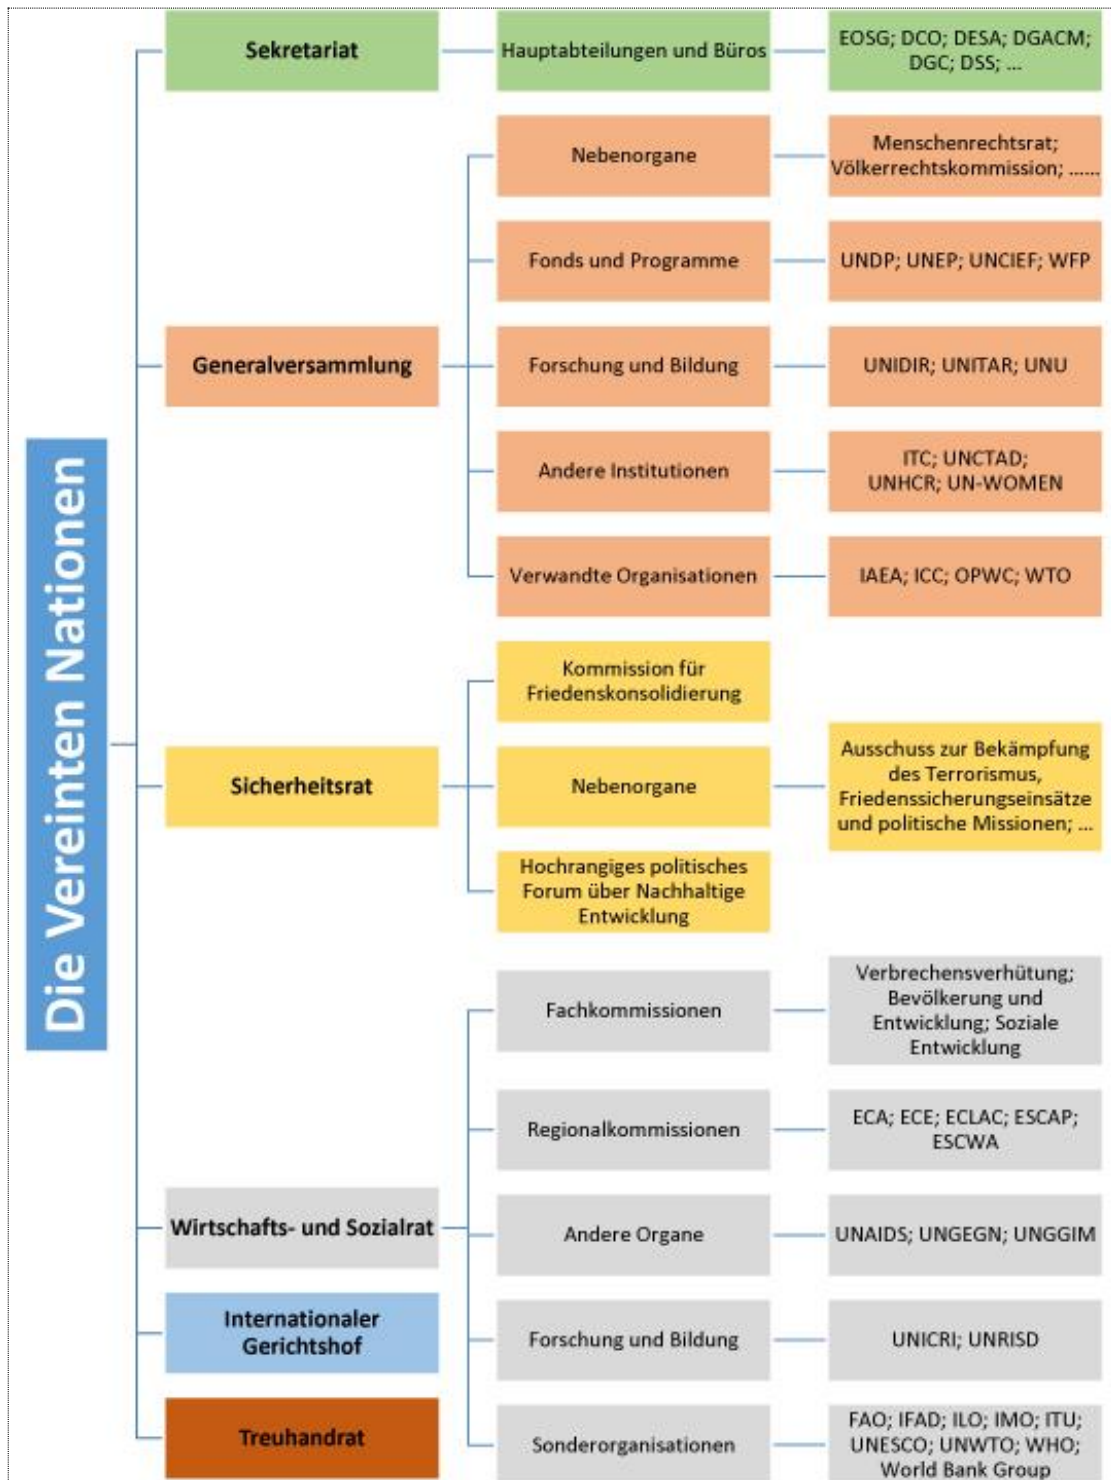 Die Vereinten Nationen
Sekretariat
Hauptabteilungen und Büros
EOSG; DCO; DESA; DGACM;
DGC; DSS; ...
Generalversammlung
Nebenorgane
Menschenrechtsrat;
Völkerrechtskommission; ......
Fonds und Programme
UNDP; UNEP; UNCIEF; WFP
Forschung und Bildung
UNIDIR; UNITAR; UNU
Andere Institutionen
ITC; UNCTAD;
UNHCR; UN-WOMEN
Verwandte Organisationen
IAEA; ICC; OPWC; WTO
Sicherheitsrat
Kommission für
Friedenskonsolidierung
Nebenorgane
Ausschuss zur Bekämpfung
des Terrorismus,
Friedenssicherungseinsätze
und politische Missionen; ...
Hochrangiges politisches
Forum über Nachhaltige
Entwicklung
Wirtschafts- und Sozialrat
Fachkommissionen
Verbrechensverhütung;
Bevölkerung und
Entwicklung; Soziale
Entwicklung
Regionalkommissionen
ECA; ECE; ECLAC; ESCAP;
ESCWA
Andere Organe
UNAIDS; UNGEGN; UNGGIM
Forschung und Bildung
UNICRI; UNRISD
Sonderorganisationen
FAO; IFAD; ILO; IMO; ITU;
UNESCO; UNWTO; WHO;
World Bank Group
Internationaler
Gerichtshof
Treuhandrat